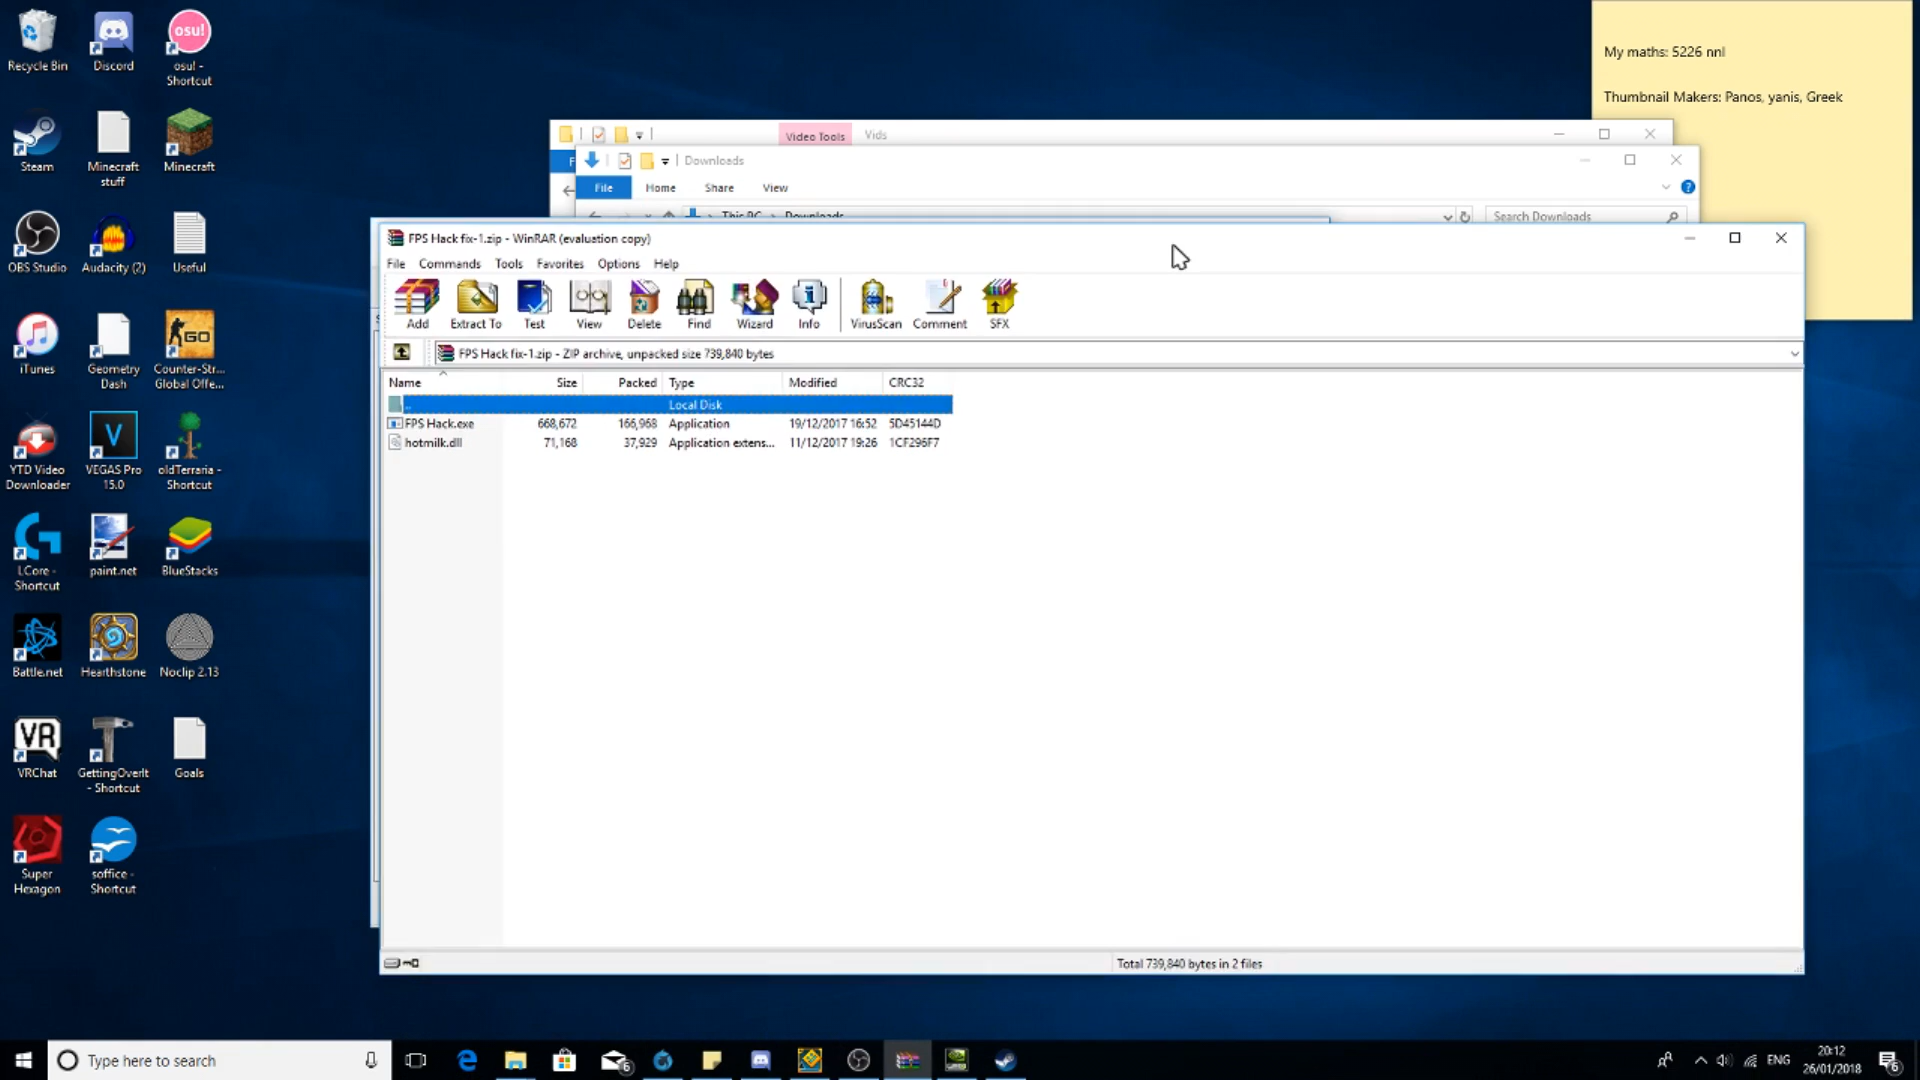 Recycle Bin
Discord
osu! - Shortcut
Steam
Minecraft stuff
Minecraft
OBS Studio
Audacity (2)
Useful
iTunes
Geometry Dash
Counter-Str... Global Offe...
YTD Video Downloader
VEGAS Pro 15.0
oldTerraria - Shortcut
LCore - Shortcut
paint.net
BlueStacks
Battle.net
Hearthstone
Noclip 2.13
VRChat
GettingOverIt - Shortcut
Goals
Super Hexagon
soffice - Shortcut
My maths: 5226 nnl
Thumbnail Makers: Panos, yanis, Greek
Video Tools Vids
Downloads
File Home Share View
This PC > Downloads Search Downloads
FPS Hack fix-1.zip - WinRAR (evaluation copy)
File Commands Tools Favorites Options Help
Add Extract To Test View Delete Find Wizard Info VirusScan Comment SFX
FPS Hack fix-1.zip - ZIP archive, unpacked size 739,840 bytes
Name Size Packed Type Modified CRC32
.. Local Disk
FPS Hack.exe 668,672 166,968 Application 19/12/2017 16:52 5D45144D
hotmilk.dll 71,168 37,929 Application extens... 11/12/2017 19:26 1CF296F7
Total 739,840 bytes in 2 files
Type here to search
ENG
20:12
26/01/2018